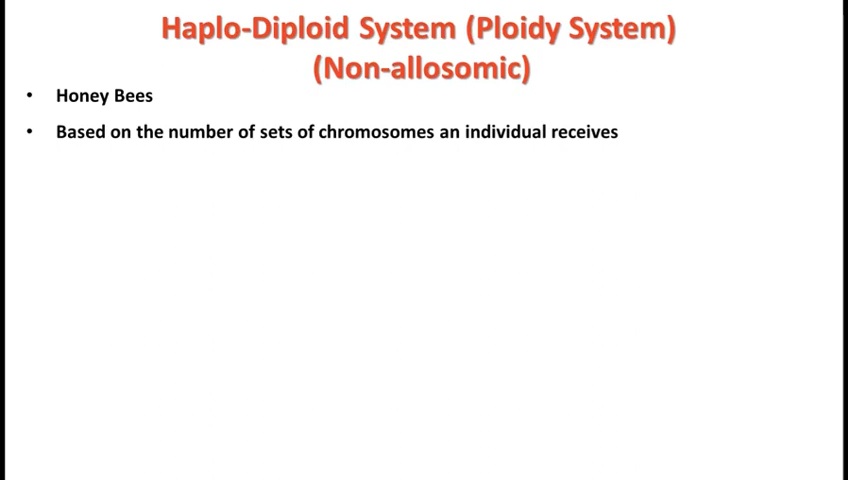 Haplo-Diploid System (Ploidy System)
(Non-allosomic)
• Honey Bees
• Based on the number of sets of chromosomes an individual receives